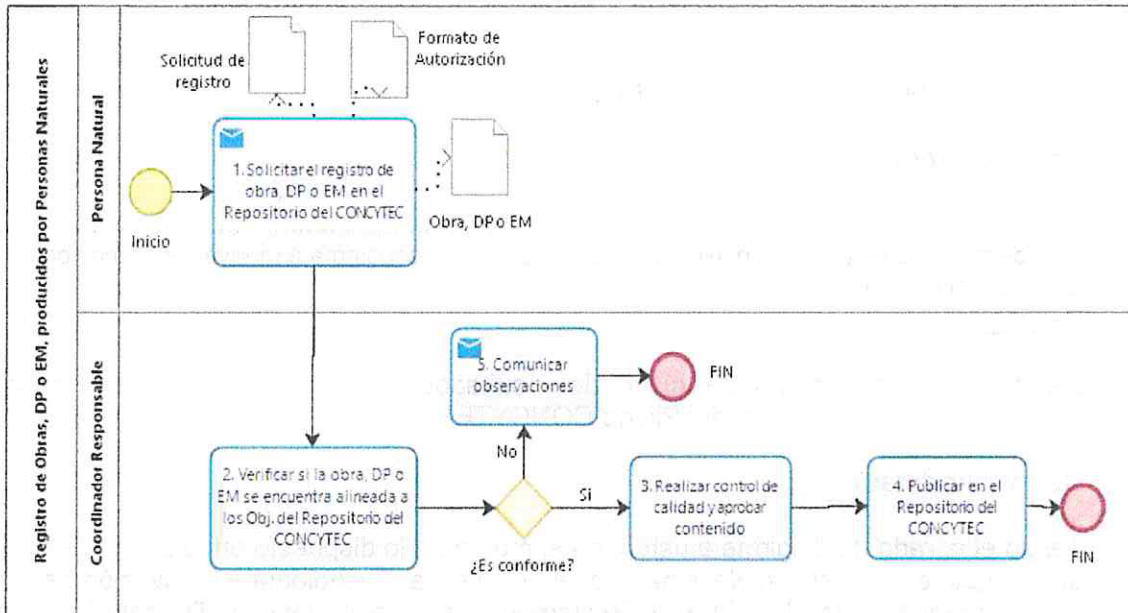 Registro de Obras, DP o EM, producidos por Personas Naturales
Persona Natural
Solicitud de
registro
Formato de
Autorización
1. Solicitar el registro de
obra, DP o EM en el
Repositorio del CONCYTEC
Inicio
Obra, DP o EM
Coordinador Responsable
5. Comunicar
observaciones
FIN
No
2. Verificar si la obra, DP o
EM se encuentra alineada a
los Obj. del Repositorio del
CONCYTEC
Si
¿Es conforme?
3. Realizar control de
calidad y aprobar
contenido
4. Publicar en el
Repositorio del
CONCYTEC
FIN